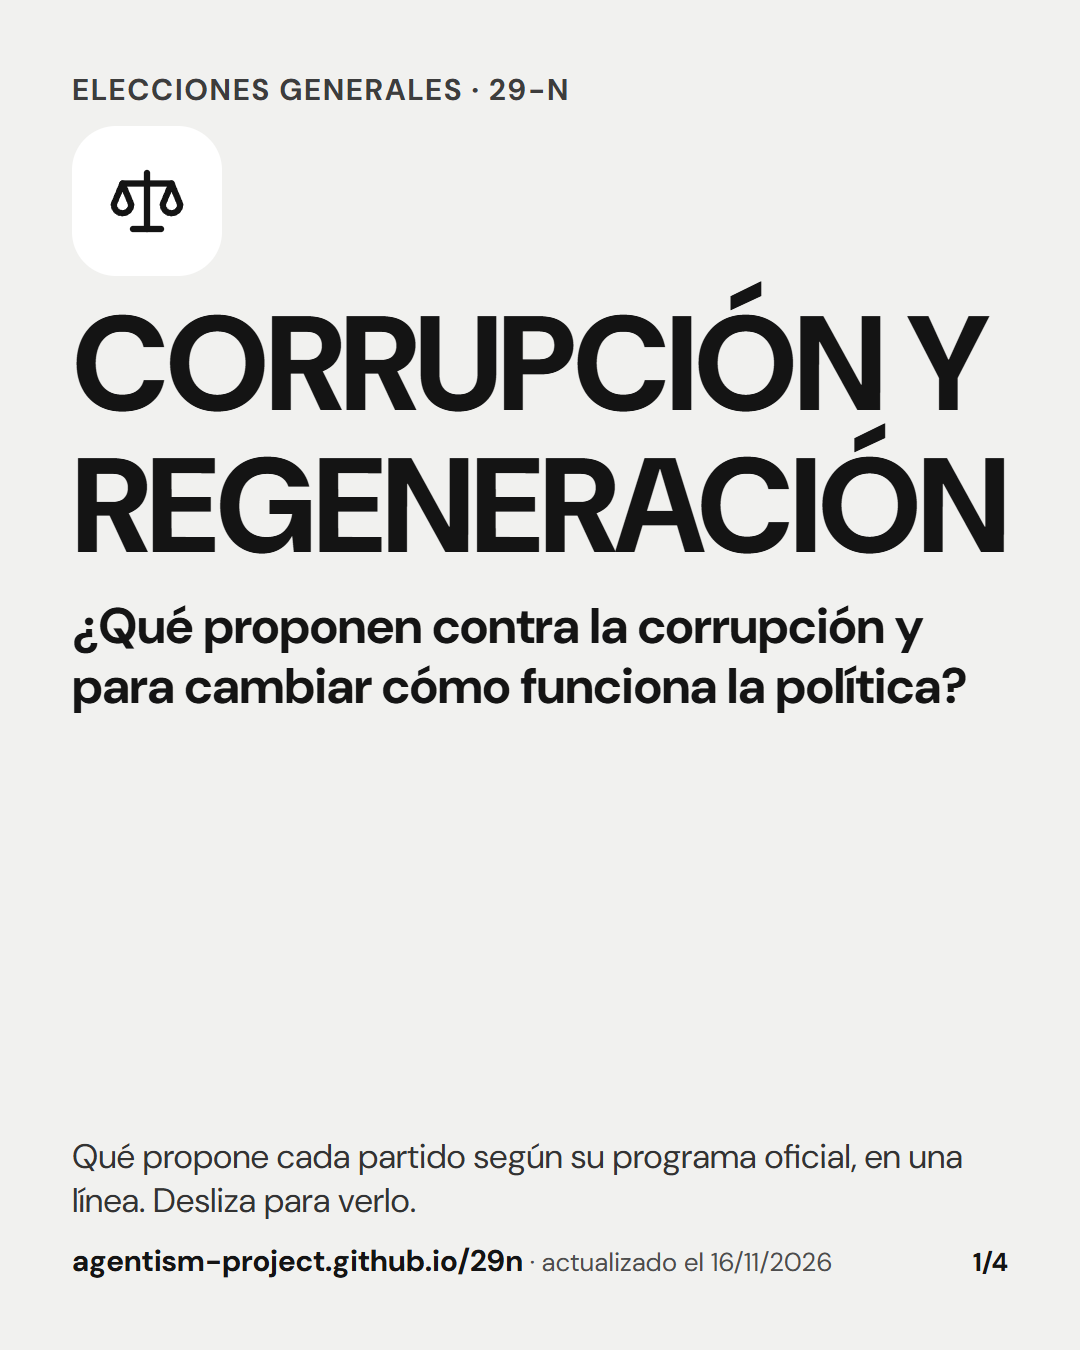 ELECCIONES GENERALES · 29-N
CORRUPCIÓN Y
REGENERACIÓN
¿Qué proponen contra la corrupción y
para cambiar cómo funciona la política?
Qué propone cada partido según su programa oficial, en una
línea. Desliza para verlo.
agentism-project.github.io/29n · actualizado el 16/11/2026 1/4